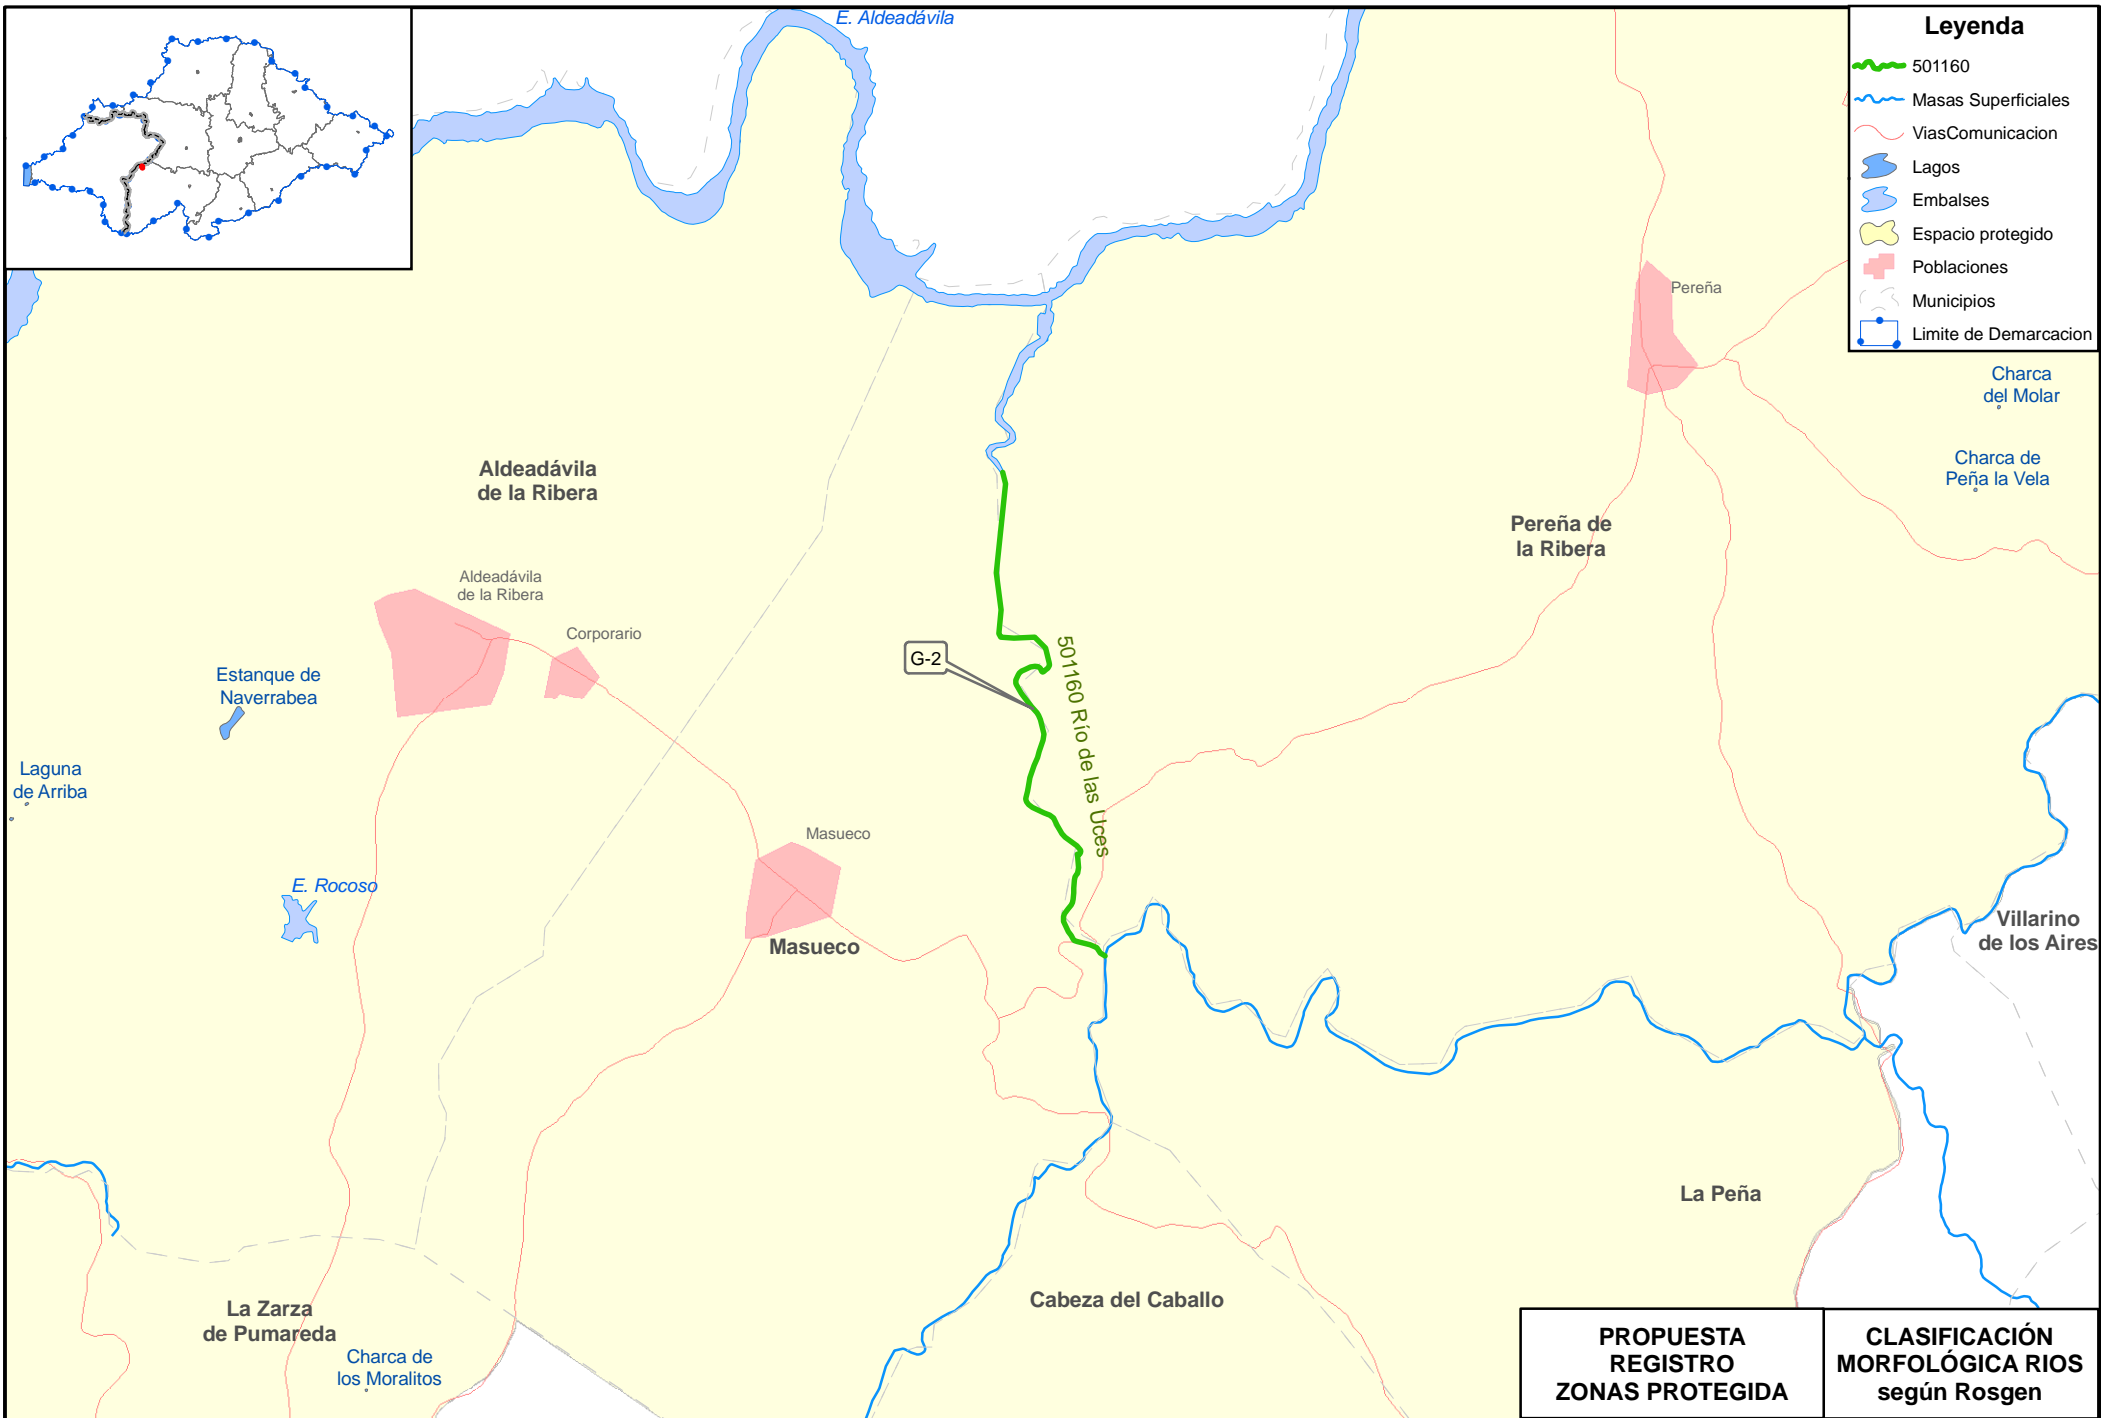 E. Aldeadávila
Leyenda
501160
Masas Superficiales
ViasComunicacion
Lagos
Embalses
Espacio protegido
Poblaciones
Municipios
Limite de Demarcacion
Pereña
Charca
del Molar
Charca de
Peña la Vela
Aldeadávila
de la Ribera
Pereña de
la Ribera
Aldeadávila
de la Ribera
Corporario
G-2
501160 Río de las Uces
Estanque de
Naverrabea
Laguna
de Arriba
Masueco
E. Rocoso
Masueco
Villarino
de los Aires
La Peña
Cabeza del Caballo
La Zarza
de Pumareda
Charca de
los Moralitos
PROPUESTA
REGISTRO
ZONAS PROTEGIDA
CLASIFICACIÓN
MORFOLÓGICA RIOS
según Rosgen